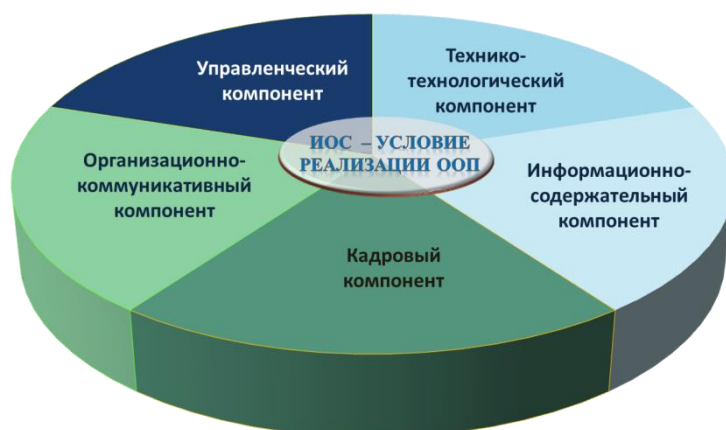 Управленческий
компонент
Технико-
технологический
компонент
ИОС – УСЛОВИЕ
РЕАЛИЗАЦИИ ООП
Организационно-
коммуникативный
компонент
Информационно-
содержательный
компонент
Кадровый
компонент